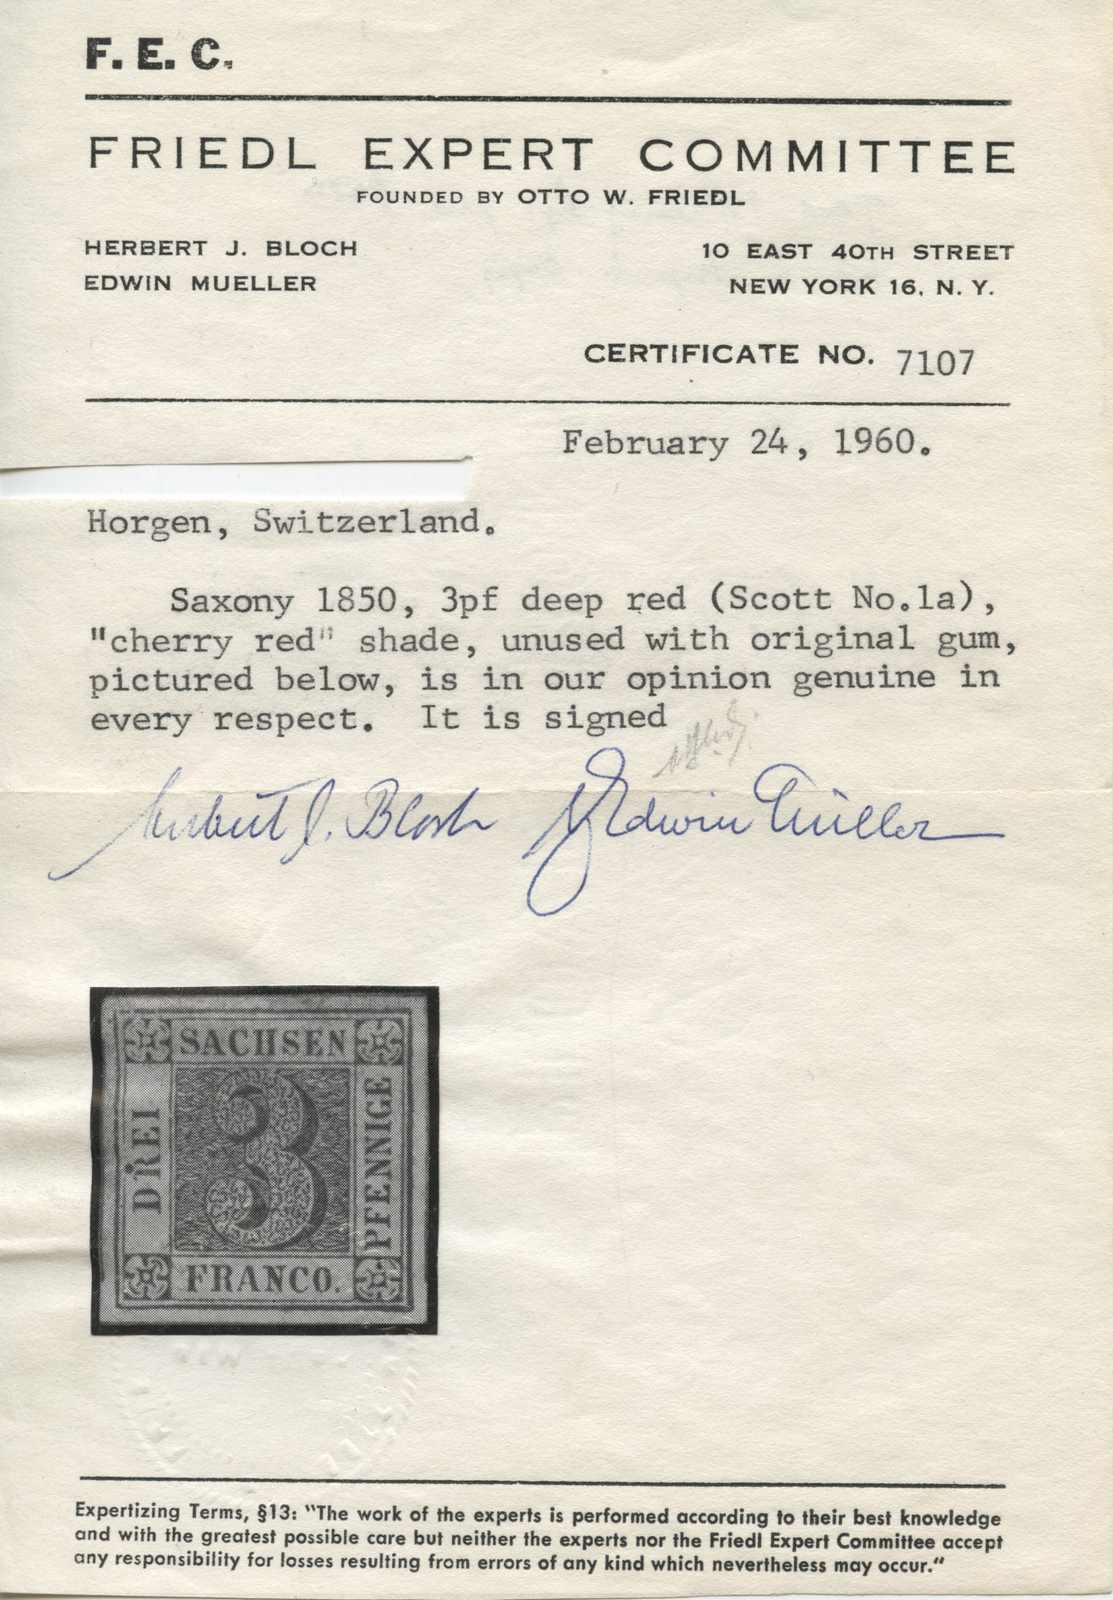 F. E. C.
FRIEDL EXPERT COMMITTEE
FOUNDED BY OTTO W. FRIEDL
HERBERT J. BLOCH
EDWIN MUELLER
10 EAST 40TH STREET
NEW YORK 16, N. Y.
CERTIFICATE NO. 7107
February 24, 1960.
Horgen, Switzerland.
Saxony 1850, 3pf deep red (Scott No.1a),
"cherry red" shade, unused with original gum,
pictured below, is in our opinion genuine in
every respect. It is signed
Herbert J. Bloch Edwin Müller
SACHSEN
DREI
3
PFENNIGE
FRANCO.
Expertizing Terms, §13: "The work of the experts is performed according to their best knowledge
and with the greatest possible care but neither the experts nor the Friedl Expert Committee accept
any responsibility for losses resulting from errors of any kind which nevertheless may occur."